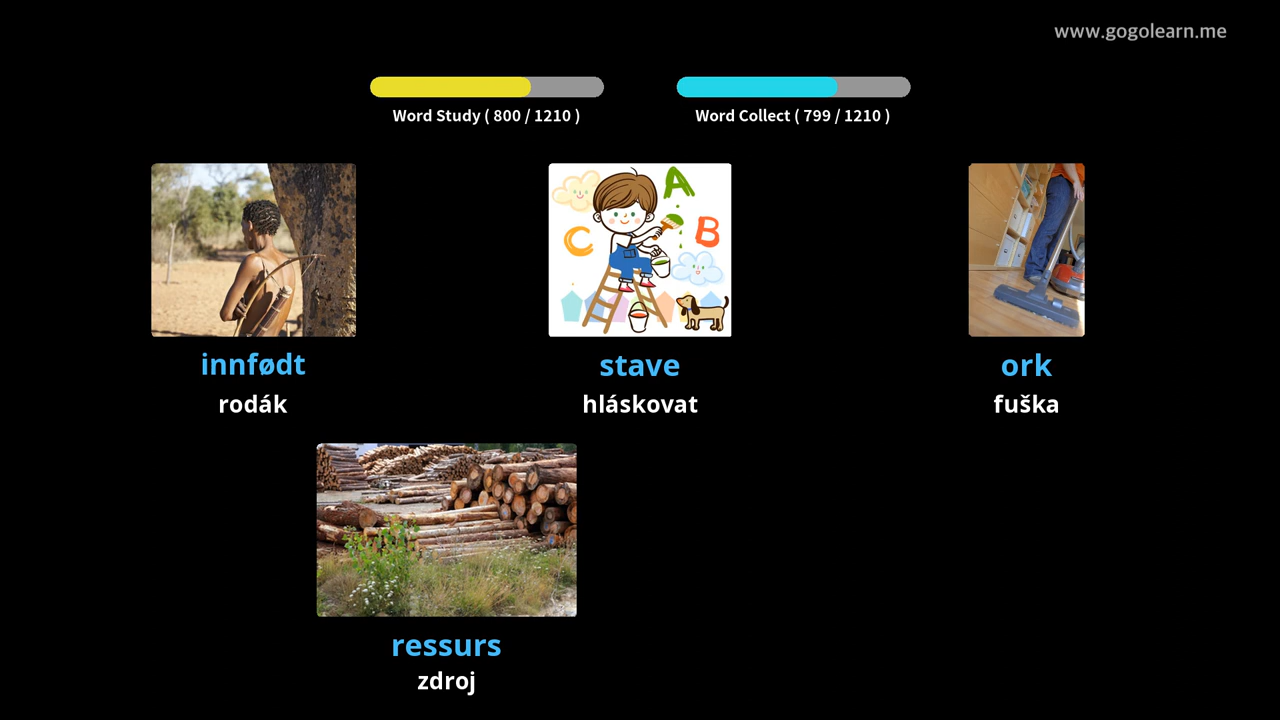 www.gogolearn.me
Word Study ( 800 / 1210 )
Word Collect ( 799 / 1210 )
A
B
C
innfødt
stave
ork
rodák
hláskovat
fuška
ressurs
zdroj